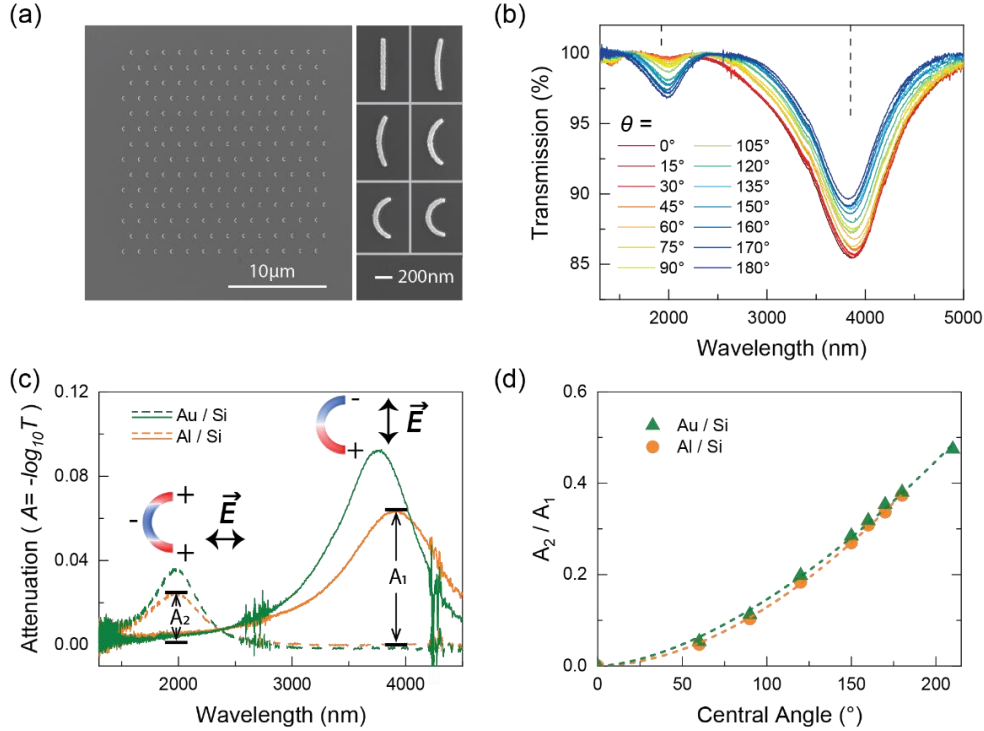 (a)
10μm
200nm
(b)
Transmission (%)
100
95
90
85
θ =
0° 105°
15° 120°
30° 135°
45° 150°
60° 160°
75° 170°
90° 180°
2000 3000 4000 5000
Wavelength (nm)
(c)
Attenuation ( A= -log10T )
0.12
0.08
0.04
0.00
Au / Si
Al / Si
+
-
+
E
-
+
E
A2
A1
2000 3000 4000
Wavelength (nm)
(d)
A2 / A1
0.6
0.4
0.2
0.0
Au / Si
Al / Si
0 50 100 150 200
Central Angle (°)